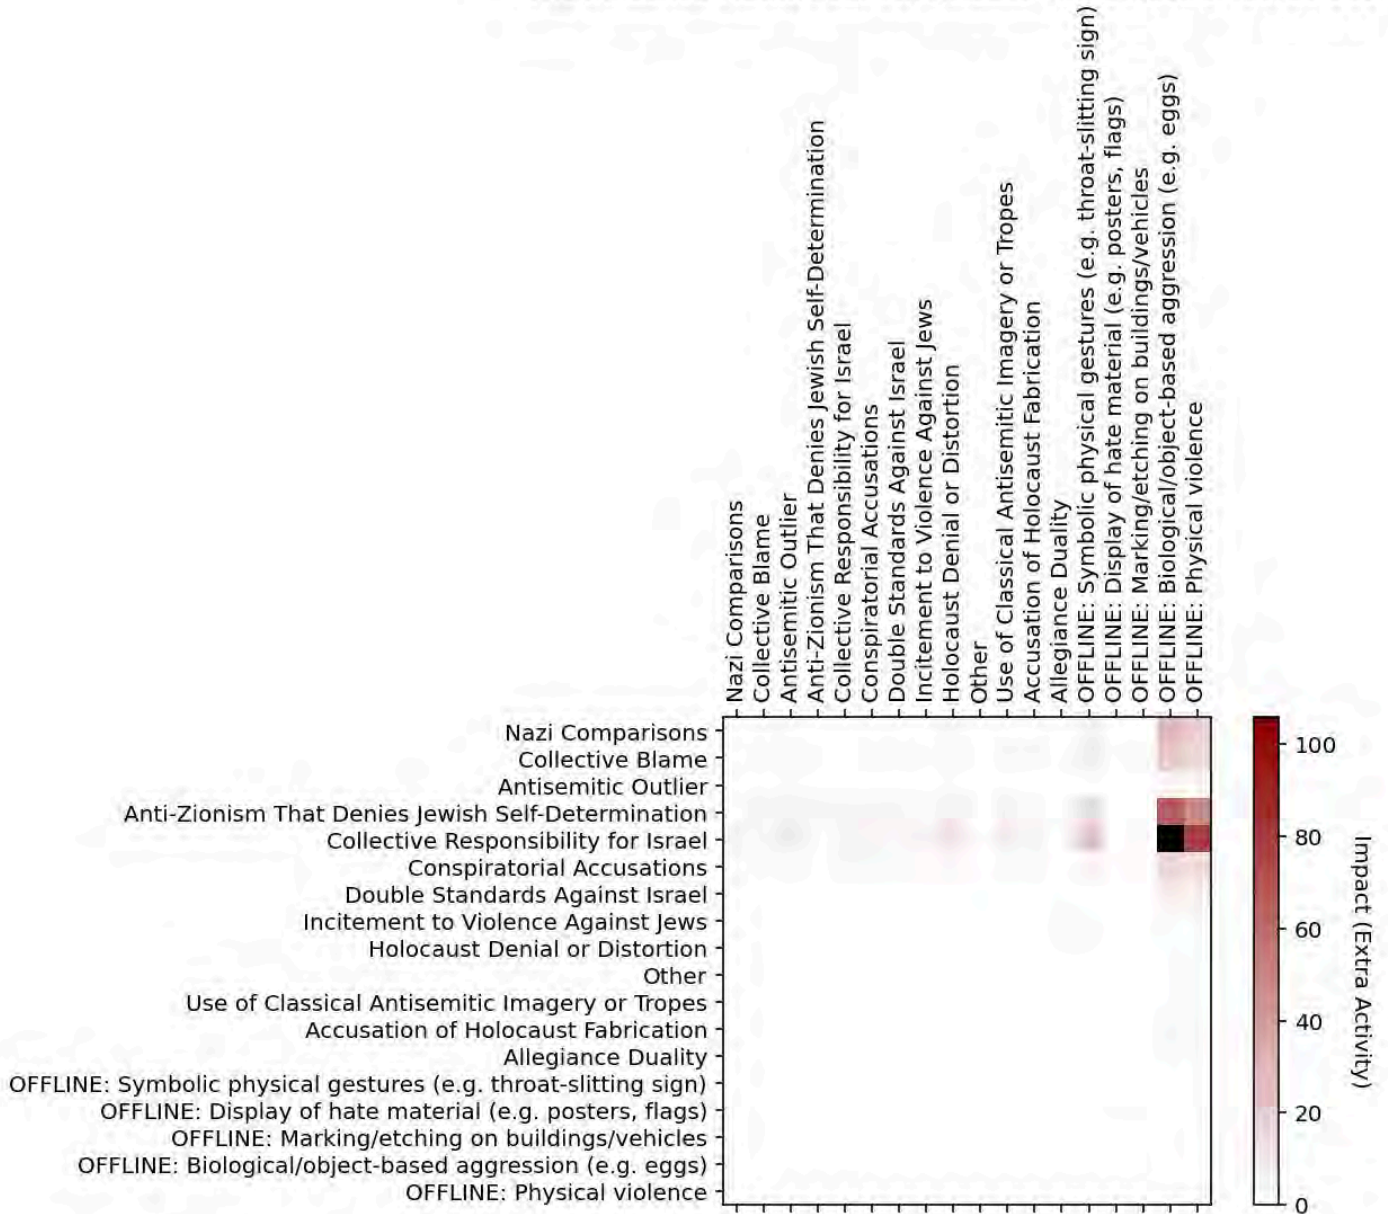 Nazi Comparisons
Collective Blame
Antisemitic Outlier
Anti-Zionism That Denies Jewish Self-Determination
Collective Responsibility for Israel
Conspiratorial Accusations
Double Standards Against Israel
Incitement to Violence Against Jews
Holocaust Denial or Distortion
Other
Use of Classical Antisemitic Imagery or Tropes
Accusation of Holocaust Fabrication
Allegiance Duality
OFFLINE: Symbolic physical gestures (e.g. throat-slitting sign)
OFFLINE: Display of hate material (e.g. posters, flags)
OFFLINE: Marking/etching on buildings/vehicles
OFFLINE: Biological/object-based aggression (e.g. eggs)
OFFLINE: Physical violence
Nazi Comparisons
Collective Blame
Antisemitic Outlier
Anti-Zionism That Denies Jewish Self-Determination
Collective Responsibility for Israel
Conspiratorial Accusations
Double Standards Against Israel
Incitement to Violence Against Jews
Holocaust Denial or Distortion
Other
Use of Classical Antisemitic Imagery or Tropes
Accusation of Holocaust Fabrication
Allegiance Duality
OFFLINE: Symbolic physical gestures (e.g. throat-slitting sign)
OFFLINE: Display of hate material (e.g. posters, flags)
OFFLINE: Marking/etching on buildings/vehicles
OFFLINE: Biological/object-based aggression (e.g. eggs)
OFFLINE: Physical violence
100
80
60
40
20
0
Impact (Extra Activity)